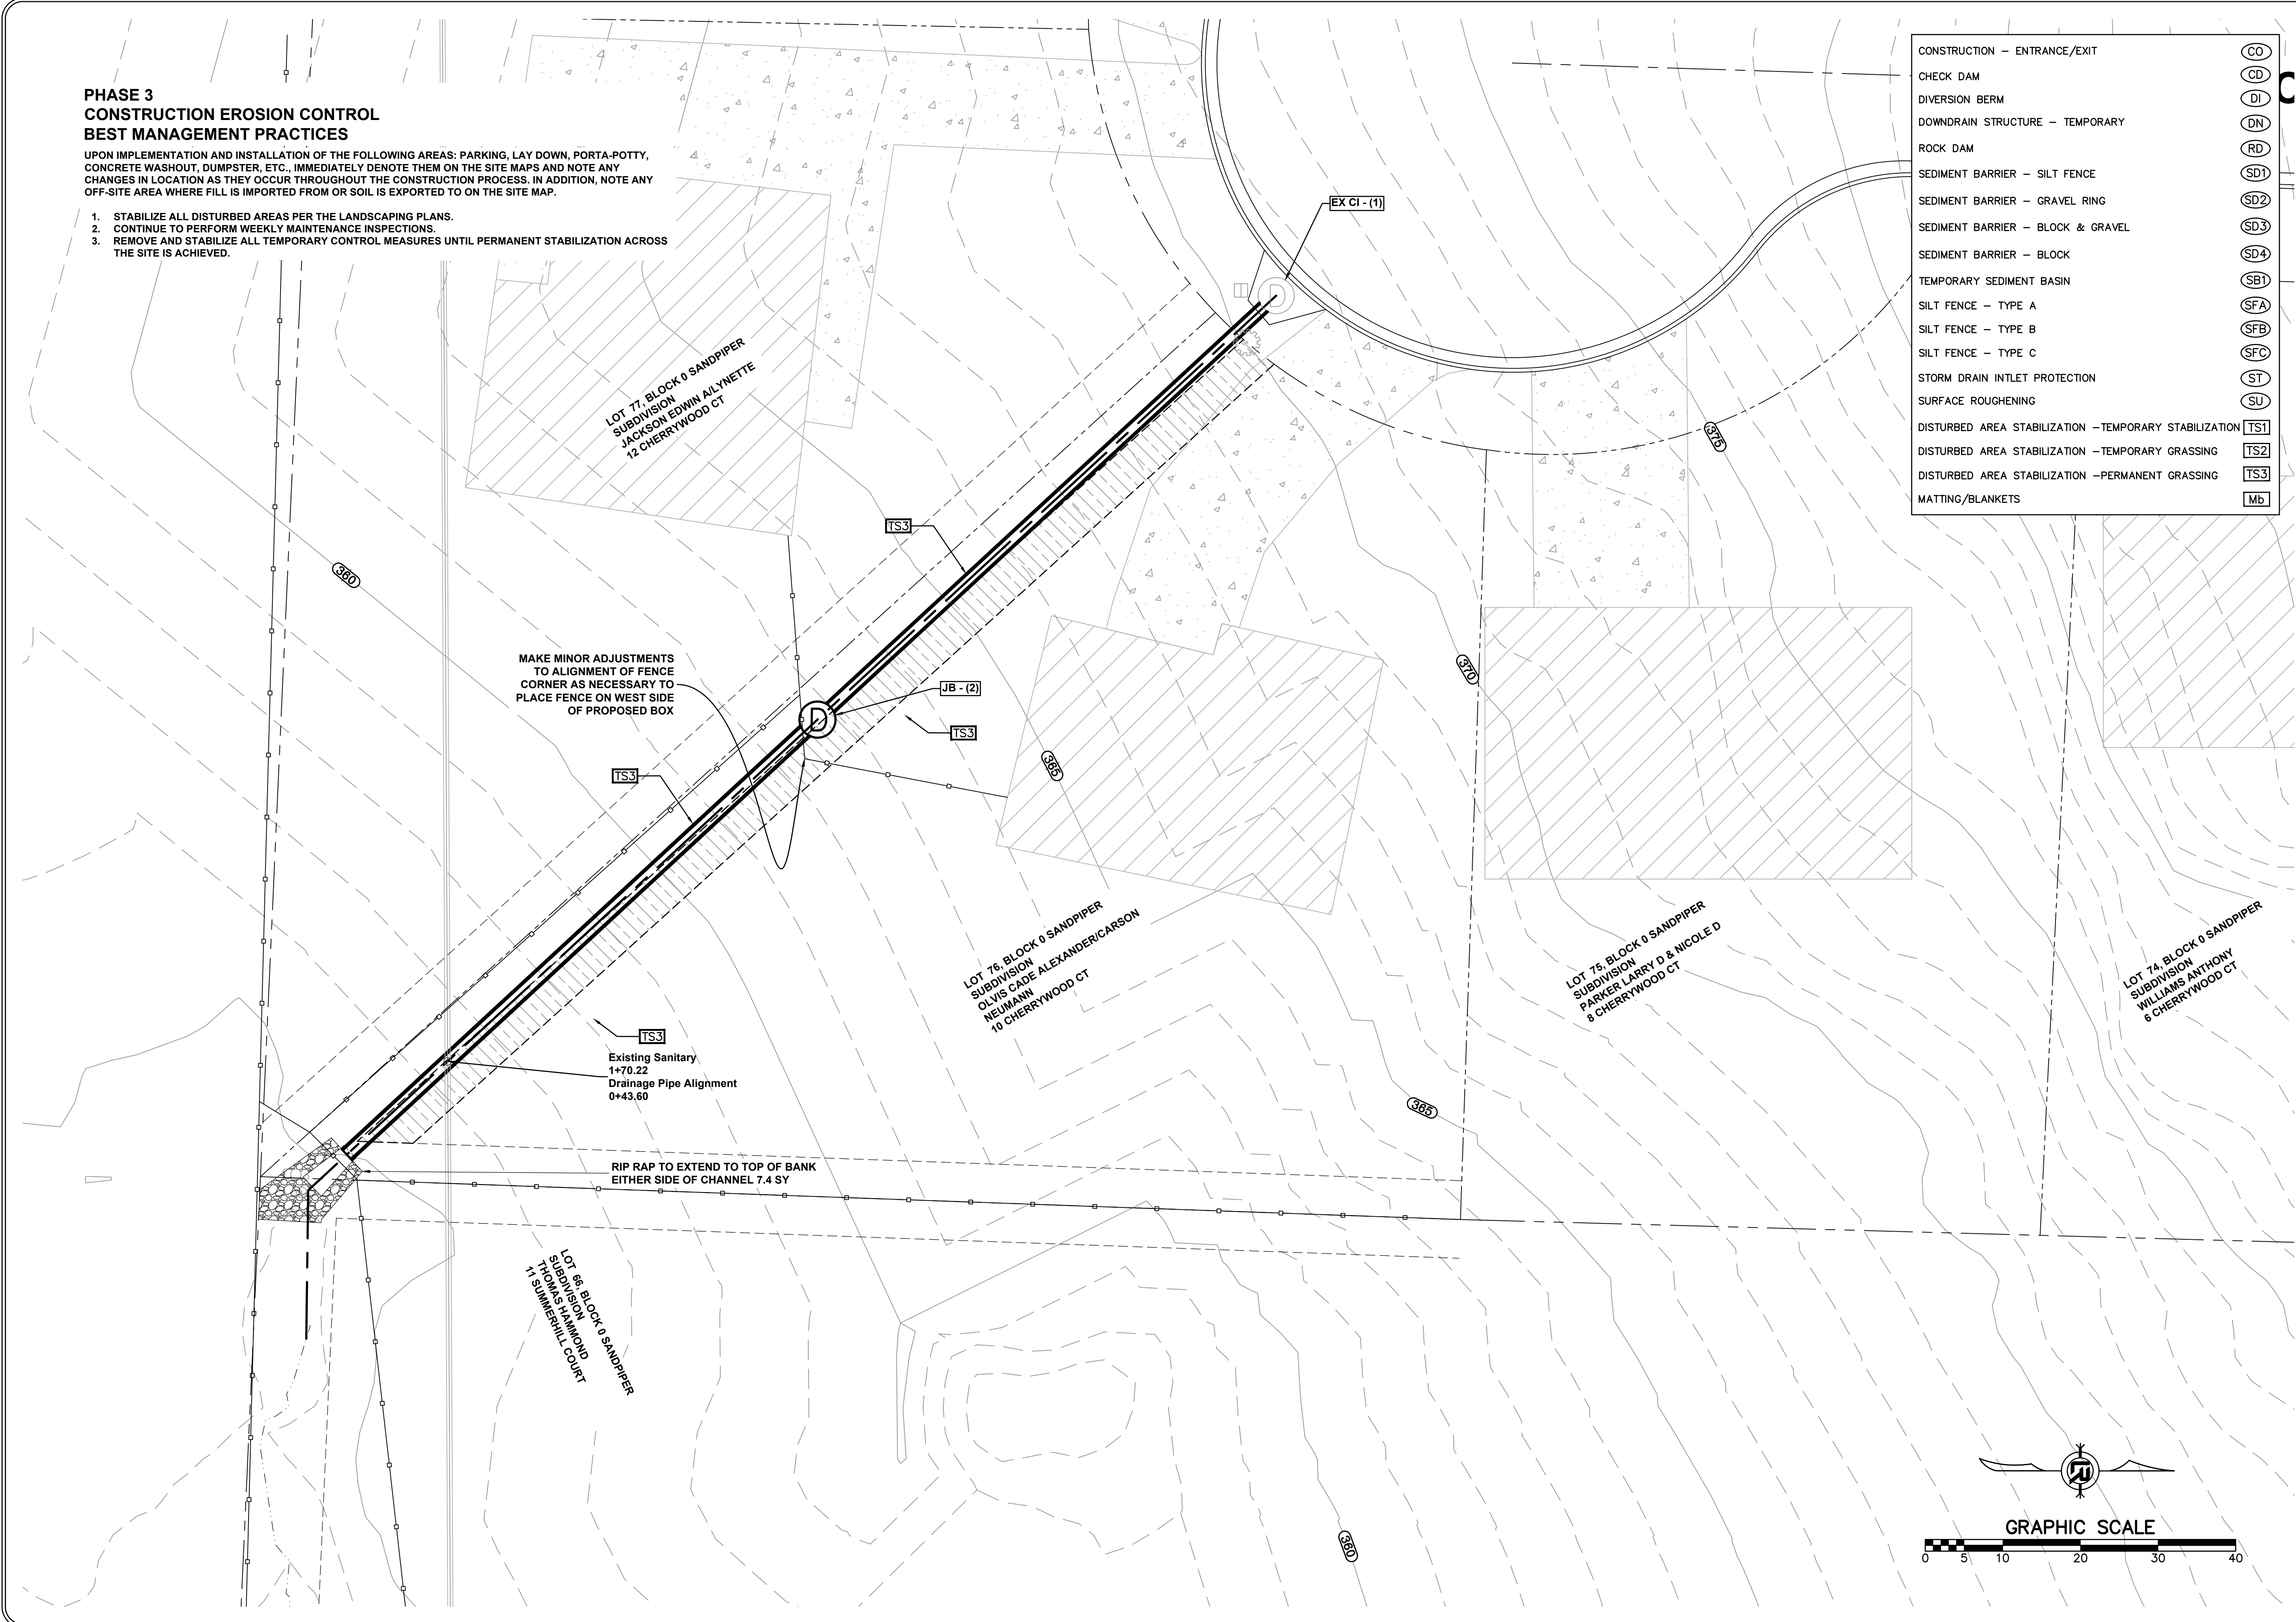 PHASE 3
CONSTRUCTION EROSION CONTROL
BEST MANAGEMENT PRACTICES
UPON IMPLEMENTATION AND INSTALLATION OF THE FOLLOWING AREAS: PARKING, LAY DOWN, PORTA-POTTY,
CONCRETE WASHOUT, DUMPSTER, ETC., IMMEDIATELY DENOTE THEM ON THE SITE MAPS AND NOTE ANY
CHANGES IN LOCATION AS THEY OCCUR THROUGHOUT THE CONSTRUCTION PROCESS. IN ADDITION, NOTE ANY
OFF-SITE AREA WHERE FILL IS IMPORTED FROM OR SOIL IS EXPORTED TO ON THE SITE MAP.
1. STABILIZE ALL DISTURBED AREAS PER THE LANDSCAPING PLANS.
2. CONTINUE TO PERFORM WEEKLY MAINTENANCE INSPECTIONS.
3. REMOVE AND STABILIZE ALL TEMPORARY CONTROL MEASURES UNTIL PERMANENT STABILIZATION ACROSS
THE SITE IS ACHIEVED.
CONSTRUCTION – ENTRANCE/EXIT CO
CHECK DAM CD
DIVERSION BERM DI
DOWNDRAIN STRUCTURE – TEMPORARY DN
ROCK DAM RD
SEDIMENT BARRIER – SILT FENCE SD1
SEDIMENT BARRIER – GRAVEL RING SD2
SEDIMENT BARRIER – BLOCK & GRAVEL SD3
SEDIMENT BARRIER – BLOCK SD4
TEMPORARY SEDIMENT BASIN SB1
SILT FENCE – TYPE A SFA
SILT FENCE – TYPE B SFB
SILT FENCE – TYPE C SFC
STORM DRAIN INTLET PROTECTION ST
SURFACE ROUGHENING SU
DISTURBED AREA STABILIZATION –TEMPORARY STABILIZATION TS1
DISTURBED AREA STABILIZATION –TEMPORARY GRASSING TS2
DISTURBED AREA STABILIZATION –PERMANENT GRASSING TS3
MATTING/BLANKETS Mb
C
EX CI - (1)
D
LOT 77, BLOCK 0 SANDPIPER
SUBDIVISION
JACKSON EDWIN A/LYNETTE
12 CHERRYWOOD CT
375
TS3
360
MAKE MINOR ADJUSTMENTS
TO ALIGNMENT OF FENCE
CORNER AS NECESSARY TO
PLACE FENCE ON WEST SIDE
OF PROPOSED BOX
JB - (2)
D
370
TS3
365
TS3
LOT 76, BLOCK 0 SANDPIPER
SUBDIVISION
OLVIS CADE ALEXANDER/CARSON
NEUMANN
10 CHERRYWOOD CT
LOT 75, BLOCK 0 SANDPIPER
SUBDIVISION
PARKER LARRY D & NICOLE D
8 CHERRYWOOD CT
LOT 74, BLOCK 0 SANDPIPER
SUBDIVISION
WILLIAMS ANTHONY
6 CHERRYWOOD CT
TS3
Existing Sanitary
1+70.22
Drainage Pipe Alignment
0+43.60
365
RIP RAP TO EXTEND TO TOP OF BANK
EITHER SIDE OF CHANNEL 7.4 SY
LOT 66, BLOCK 0 SANDPIPER
SUBDIVISION
THOMAS HAMMOND
11 SUMMERHILL COURT
360
GRAPHIC SCALE
0 5 10 20 30 40